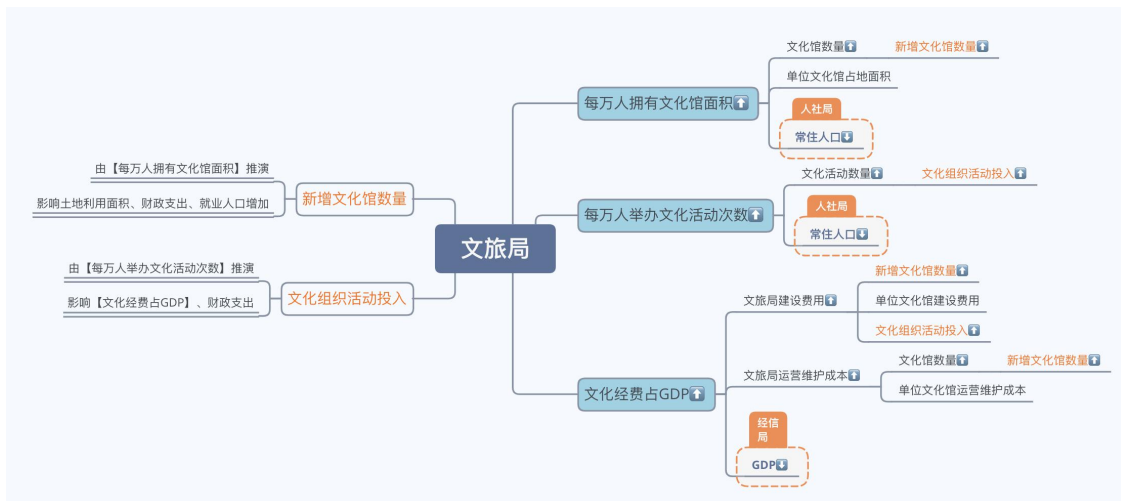 文旅局
新增文化馆数量
由【每万人拥有文化馆面积】推演
影响土地利用面积、财政支出、就业人口增加
文化组织活动投入
由【每万人举办文化活动次数】推演
影响【文化经费占GDP】、财政支出
每万人拥有文化馆面积⬆
文化馆数量⬆
新增文化馆数量⬆
单位文化馆占地面积
人社局
常住人口⬇
每万人举办文化活动次数⬆
文化活动数量⬆
文化组织活动投入⬆
人社局
常住人口⬇
文化经费占GDP⬆
文旅局建设费用⬆
新增文化馆数量⬆
单位文化馆建设费用
文化组织活动投入⬆
文旅局运营维护成本⬆
文化馆数量⬆
新增文化馆数量⬆
单位文化馆运营维护成本
经信
局
GDP⬇